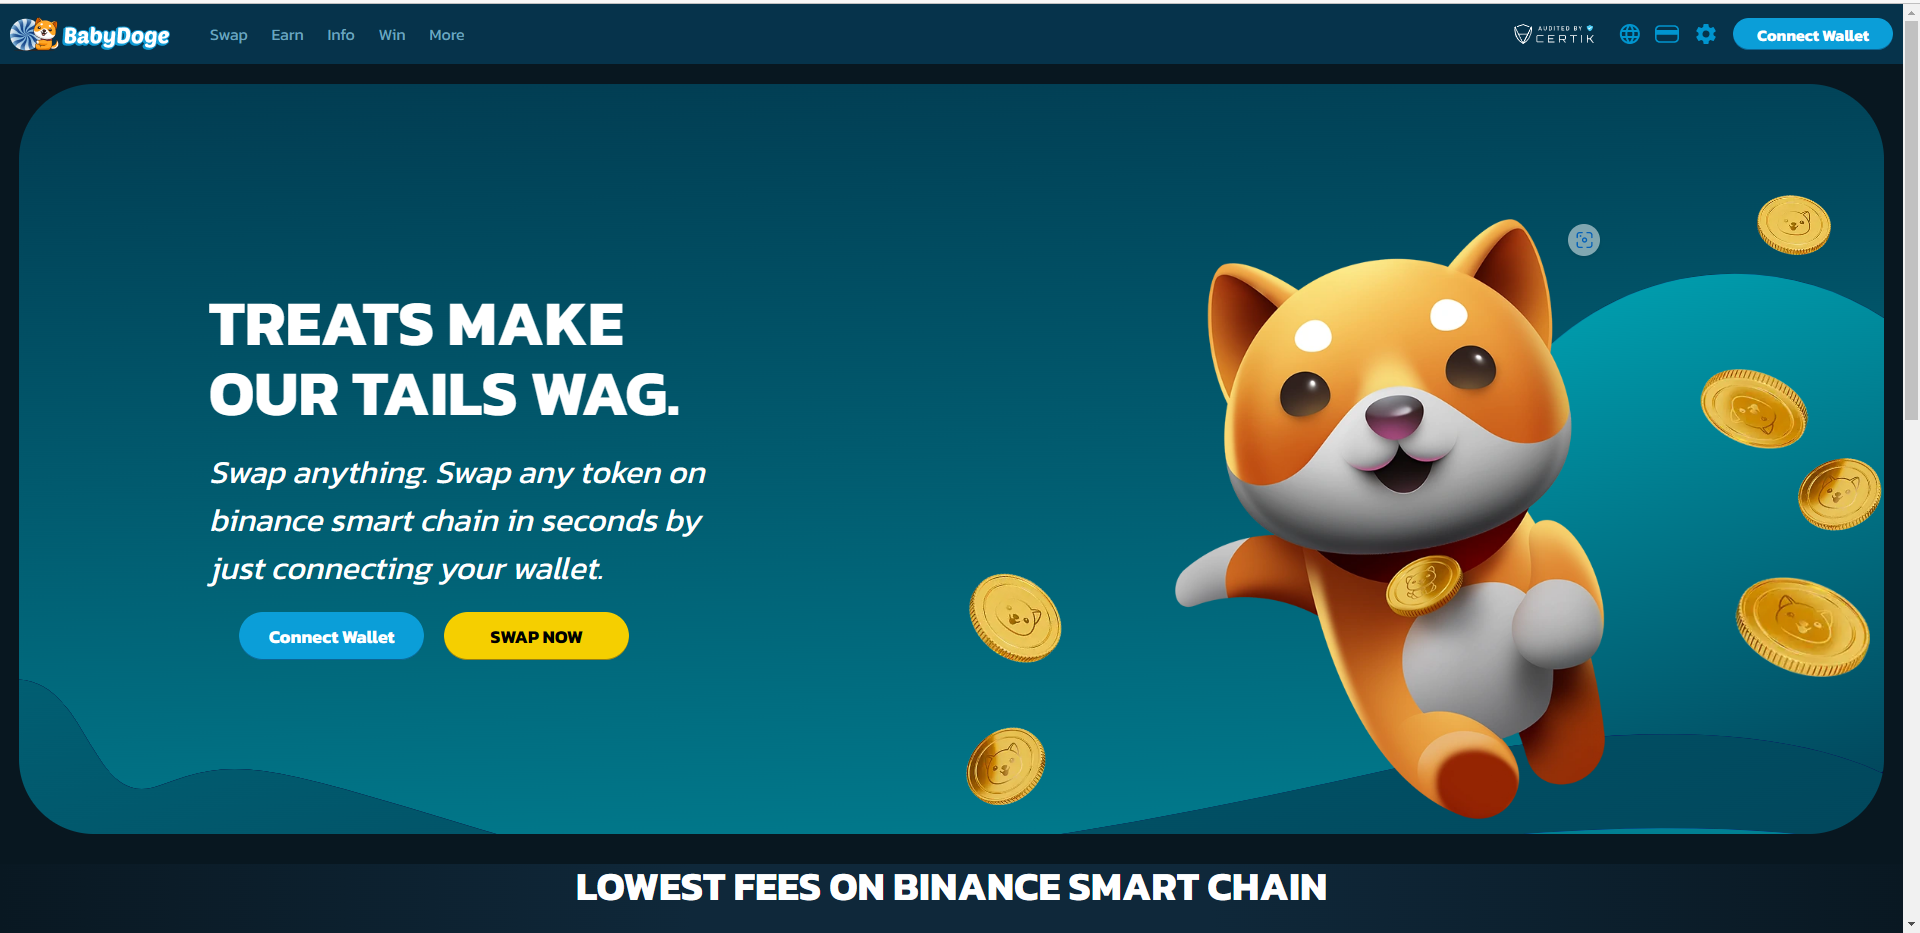 BabyDoge
Swap Earn Info Win More
AUDITED BY
CERTIK
Connect Wallet
TREATS MAKE
OUR TAILS WAG.
Swap anything. Swap any token on
binance smart chain in seconds by
just connecting your wallet.
Connect Wallet
SWAP NOW
LOWEST FEES ON BINANCE SMART CHAIN